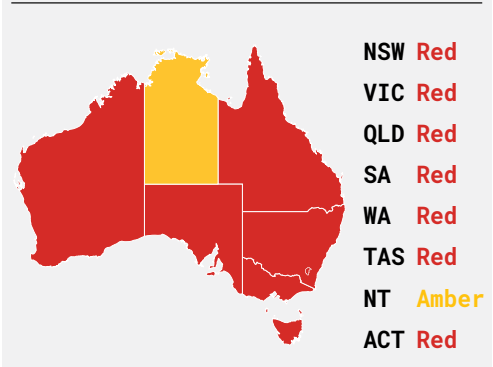 NSW Red
VIC Red
QLD Red
SA Red
WA Red
TAS Red
NT Amber
ACT Red